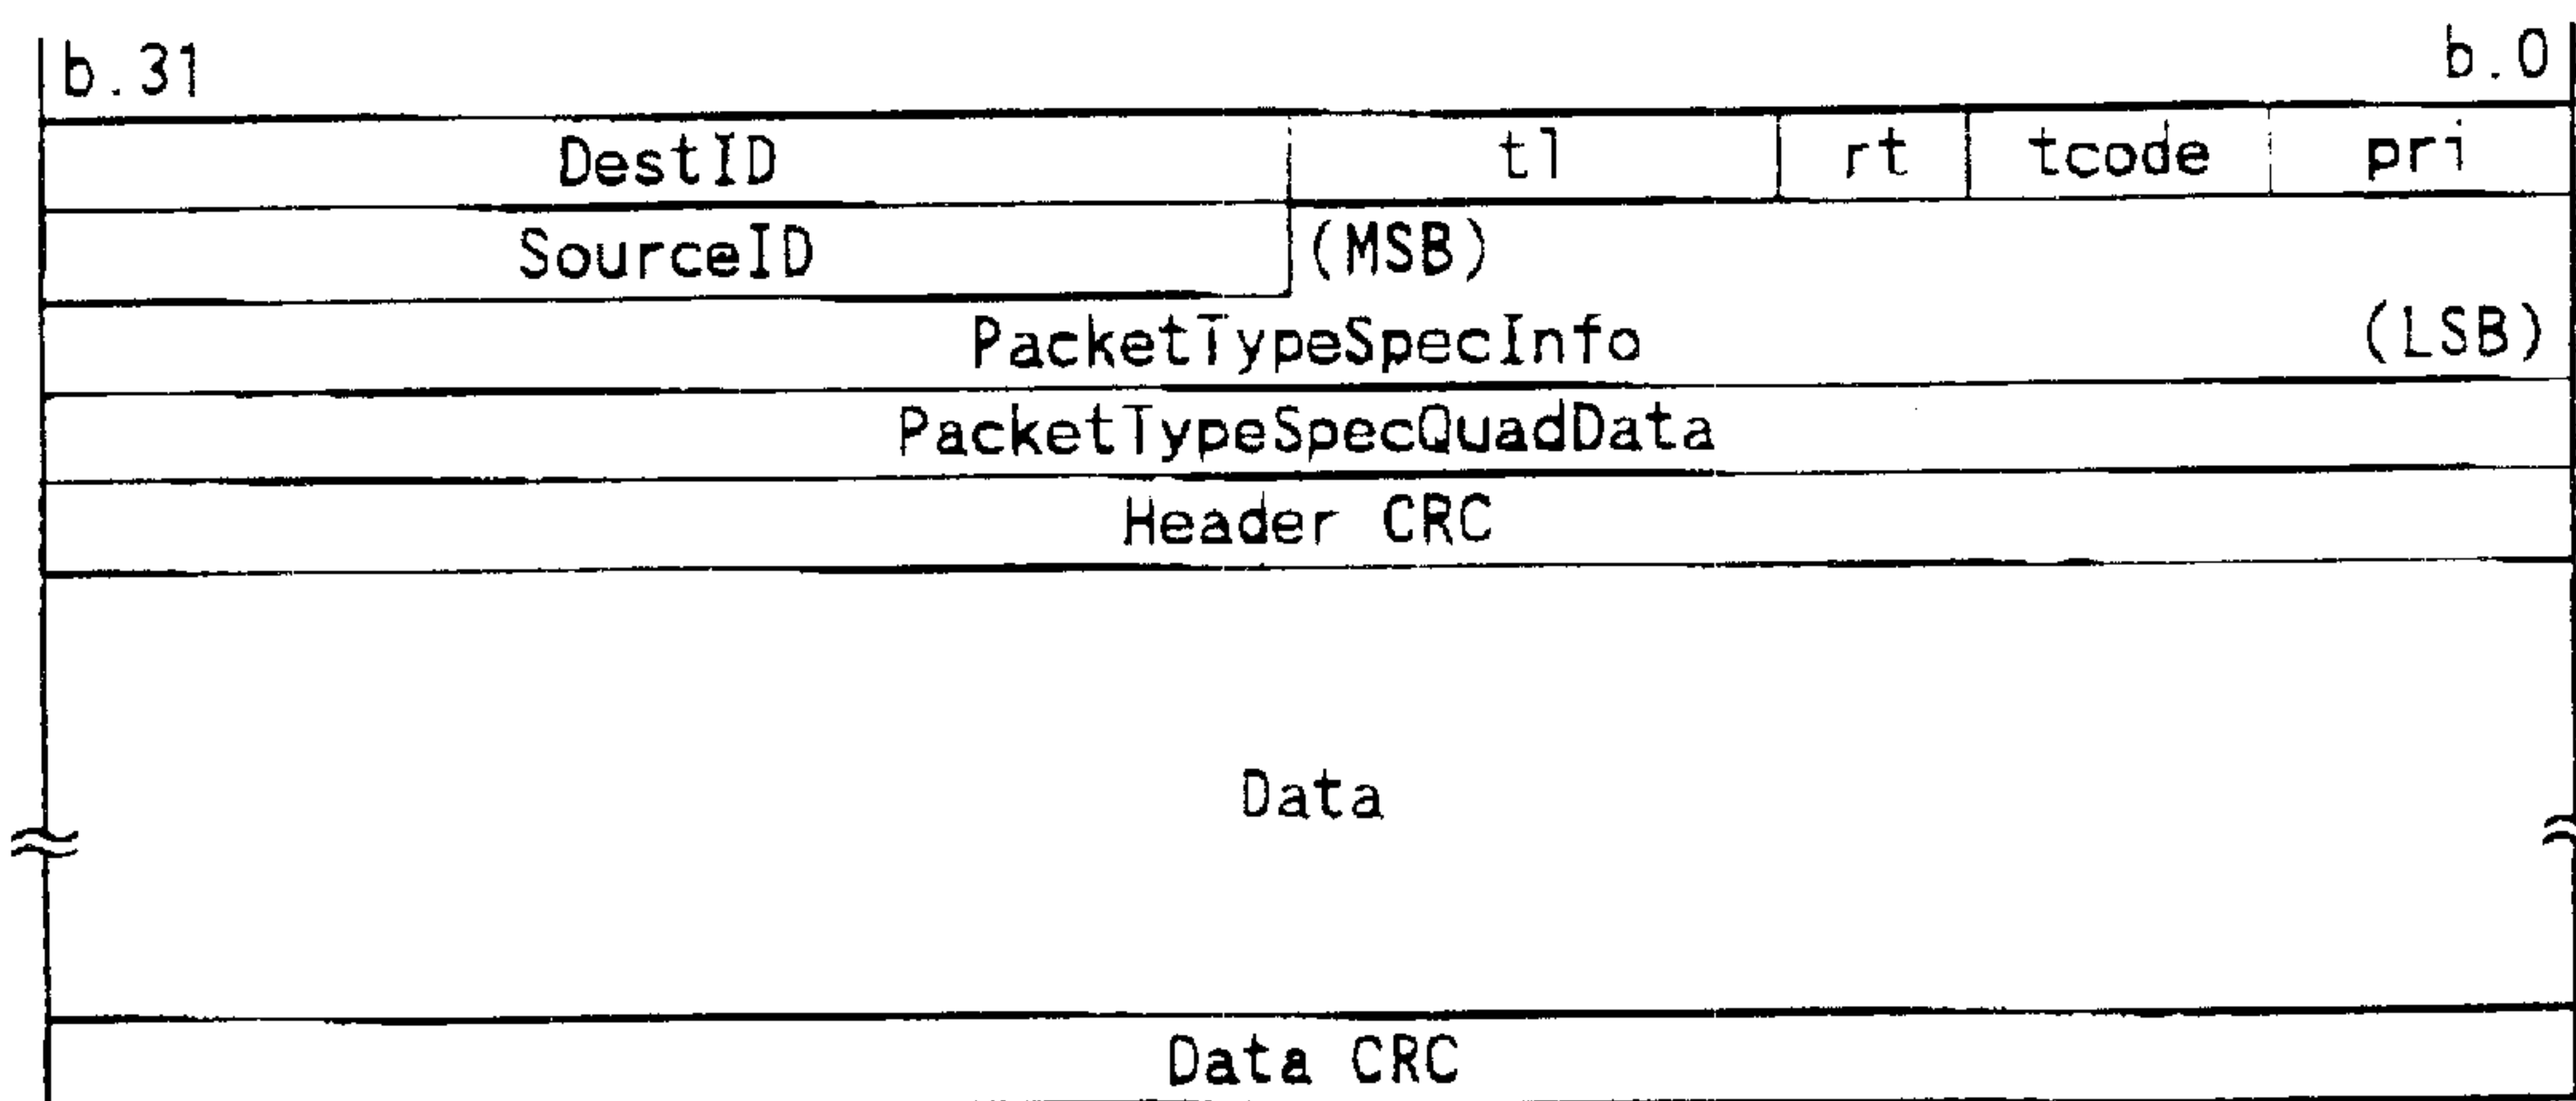 b.31 b.0
DestID tl rt tcode pri
SourceID (MSB)
PacketTypeSpecInfo (LSB)
PacketTypeSpecQuadData
Header CRC
Data
Data CRC